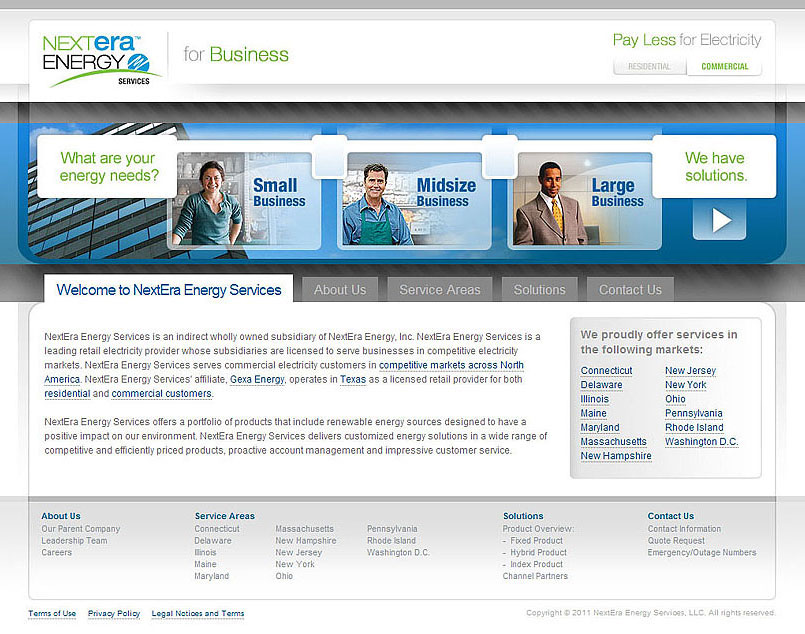 NEXTera™
ENERGY
SERVICES
for Business
Pay Less for Electricity
RESIDENTIAL
COMMERCIAL
What are your
energy needs?
Small
Business
Midsize
Business
Large
Business
We have
solutions.
Welcome to NextEra Energy Services
About Us
Service Areas
Solutions
Contact Us
NextEra Energy Services is an indirect wholly owned subsidiary of NextEra Energy, Inc. NextEra Energy Services is a
leading retail electricity provider whose subsidiaries are licensed to serve businesses in competitive electricity
markets. NextEra Energy Services serves commercial electricity customers in competitive markets across North
America. NextEra Energy Services' affiliate, Gexa Energy, operates in Texas as a licensed retail provider for both
residential and commercial customers.
NextEra Energy Services offers a portfolio of products that include renewable energy sources designed to have a
positive impact on our environment. NextEra Energy Services delivers customized energy solutions in a wide range of
competitive and efficiently priced products, proactive account management and impressive customer service.
We proudly offer services in
the following markets:
Connecticut
Delaware
Illinois
Maine
Maryland
Massachusetts
New Hampshire
New Jersey
New York
Ohio
Pennsylvania
Rhode Island
Washington D.C.
About Us
Our Parent Company
Leadership Team
Careers
Service Areas
Connecticut
Delaware
Illinois
Maine
Maryland
Massachusetts
New Hampshire
New Jersey
New York
Ohio
Pennsylvania
Rhode Island
Washington D.C.
Solutions
Product Overview:
- Fixed Product
- Hybrid Product
- Index Product
Channel Partners
Contact Us
Contact Information
Quote Request
Emergency/Outage Numbers
Terms of Use
Privacy Policy
Legal Notices and Terms
Copyright © 2011 NextEra Energy Services, LLC. All rights reserved.